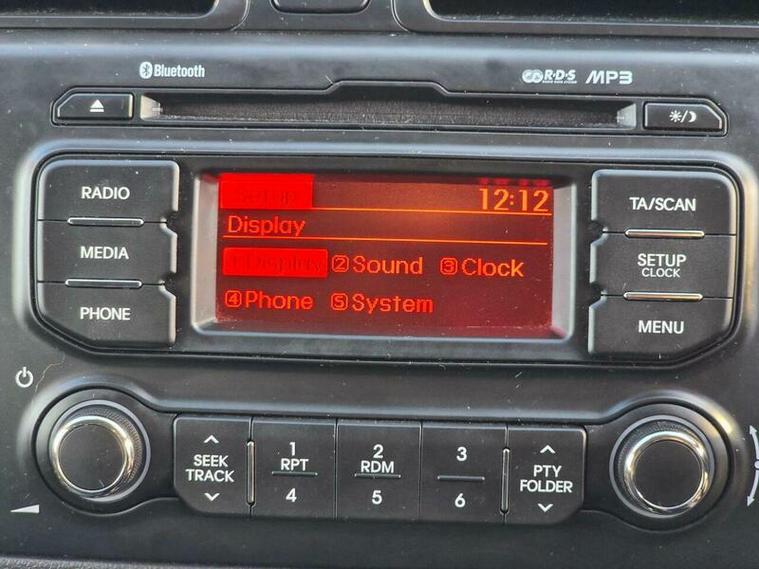 Bluetooth
R·D·S MP3
RADIO
MEDIA
PHONE
Setup 12:12
Display
1 Display 2 Sound 3 Clock
4 Phone 5 System
TA/SCAN
SETUP
CLOCK
MENU
SEEK
TRACK
1
RPT
4
2
RDM
5
3
6
PTY
FOLDER